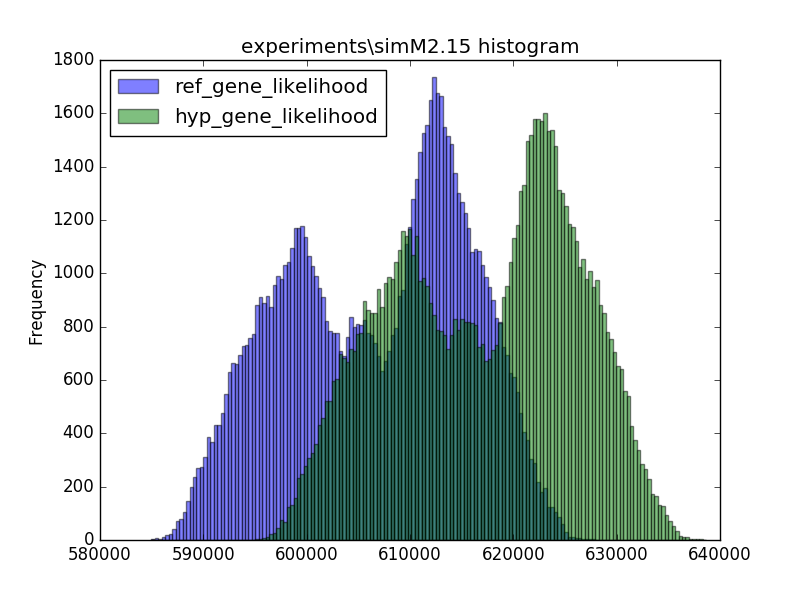 experiments\simM2.15 histogram
ref_gene_likelihood
hyp_gene_likelihood
Frequency
1800
1600
1400
1200
1000
800
600
400
200
0
580000 590000 600000 610000 620000 630000 640000